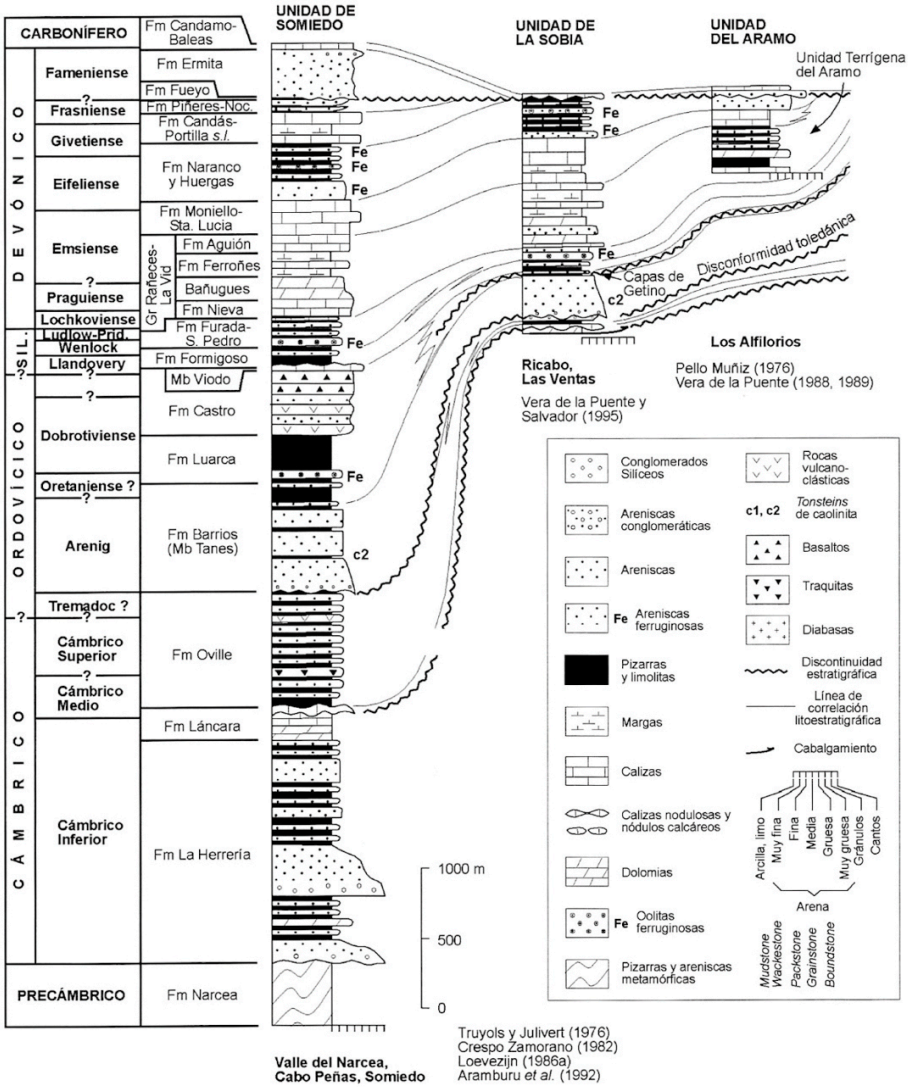 UNIDAD DE
SOMIEDO
UNIDAD DE
LA SOBIA
UNIDAD
DEL ARAMO
Unidad Terrígena
del Aramo
CARBONÍFERO
Fm Candamo-
Baleas
DEVÓNICO
Fameniense
Fm Ermita
Fm Fueyo
?
Frasniense
Fm Piñeres-Noc.
Givetiense
Fm Candás-
Portilla s.l.
Eifeliense
Fm Naranco
y Huergas
Emsiense
Fm Moniello-
Sta. Lucia
Gr Rañeces-
La Vid
Fm Aguión
Fm Ferroñes
?
Praguiense
Bañugues
Fm Nieva
Lochkoviense
Fm Furada-
S. Pedro
SIL.
Ludlow-Prid.
Wenlock
Llandovery
Fm Formigoso
?
?
Mb Viodo
ORDOVÍCICO
?
Dobrotiviense
Fm Castro
Fm Luarca
Oretaniense ?
?
Arenig
Fm Barrios
(Mb Tanes)
Tremadoc ?
?
?
CÁMBRICO
Cámbrico
Superior
Fm Oville
?
Cámbrico
Medio
Fm Láncara
Cámbrico
Inferior
Fm La Herrería
PRECÁMBRICO
Fm Narcea
Fe
Fe
Fe
Fe
Fe
c2
Fe
Fe
Fe
c2
Capas de
Getino
Disconformidad toledánica
1000 m
500
0
Valle del Narcea,
Cabo Peñas, Somiedo
Truyols y Julivert (1976)
Crespo Zamorano (1982)
Loevezijn (1986a)
Aramburu et al. (1992)
Ricabo,
Las Ventas
Vera de la Puente y
Salvador (1995)
Los Alfilorios
Pello Muñiz (1976)
Vera de la Puente (1988, 1989)
Conglomerados
Silíceos
Areniscas
conglomeráticas
Areniscas
Fe Areniscas
ferruginosas
Pizarras
y limolitas
Margas
Calizas
Calizas nodulosas y
nódulos calcáreos
Dolomias
Fe Oolitas
ferruginosas
Pizarras y areniscas
metamórficas
Rocas
vulcano-
clásticas
c1, c2 Tonsteins
de caolinita
Basaltos
Traquitas
Diabasas
Discontinuidad
estratigráfica
Línea de
correlación
litoestratigráfica
Cabalgamiento
Arcilla, limo
Muy fina
Fina
Media
Gruesa
Muy gruesa
Gránulos
Cantos
Arena
Mudstone
Wackestone
Packstone
Grainstone
Boundstone